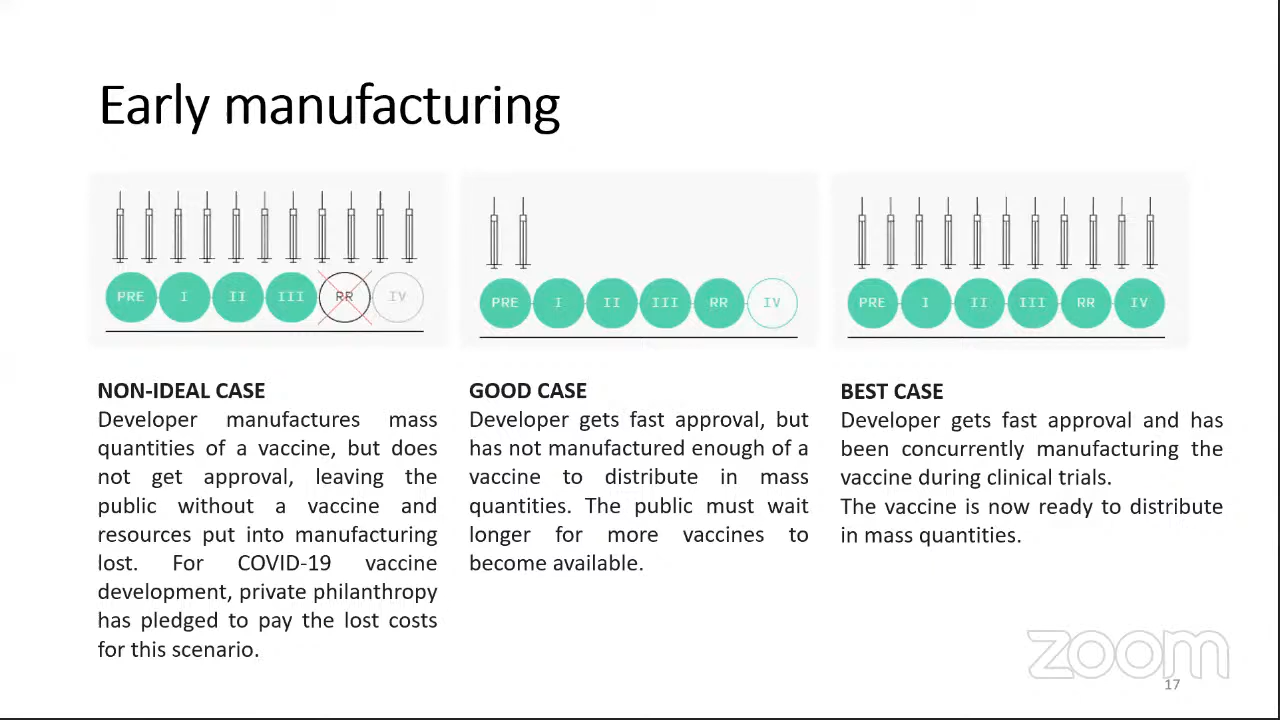 Early manufacturing
PRE I II III RR IV
PRE I II III RR IV
PRE I II III RR IV
NON-IDEAL CASE
Developer manufactures mass
quantities of a vaccine, but does
not get approval, leaving the
public without a vaccine and
resources put into manufacturing
lost. For COVID-19 vaccine
development, private philanthropy
has pledged to pay the lost costs
for this scenario.
GOOD CASE
Developer gets fast approval, but
has not manufactured enough of a
vaccine to distribute in mass
quantities. The public must wait
longer for more vaccines to
become available.
BEST CASE
Developer gets fast approval and has
been concurrently manufacturing the
vaccine during clinical trials.
The vaccine is now ready to distribute
in mass quantities.
zoom
17